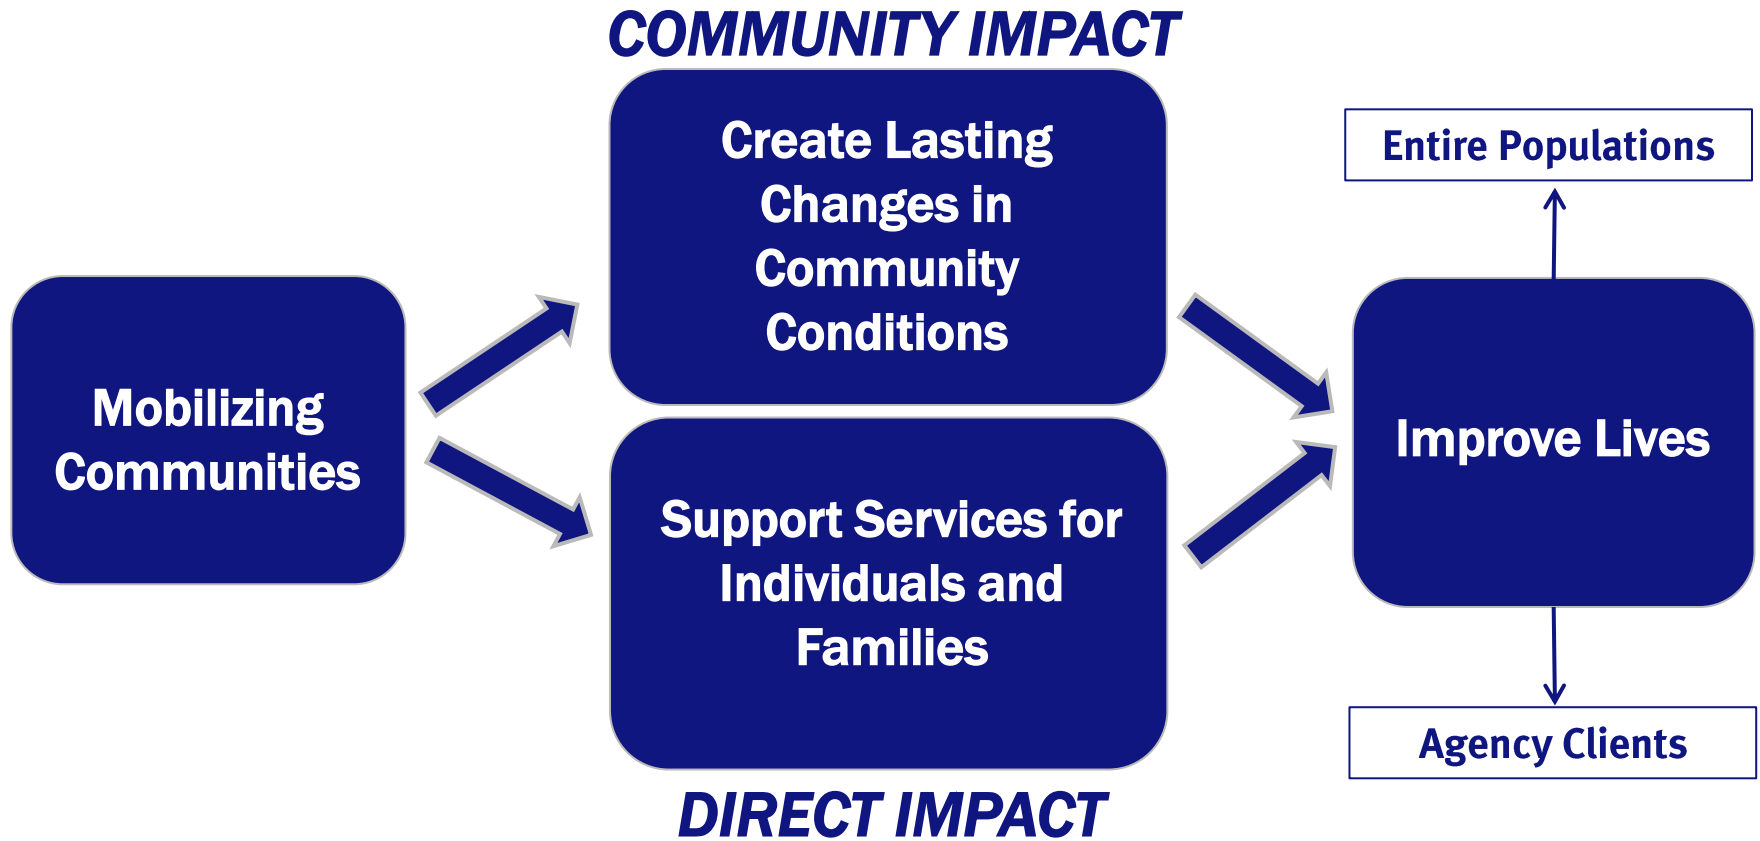 COMMUNITY IMPACT
Create Lasting
Changes in
Community
Conditions
Entire Populations
Mobilizing
Communities
Improve Lives
Support Services for
Individuals and
Families
Agency Clients
DIRECT IMPACT